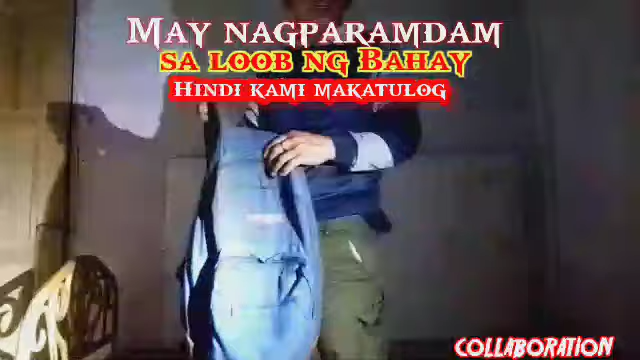 May nagparamdam
sa loob ng Bahay
Hindi kami makatulog
COLLABORATION